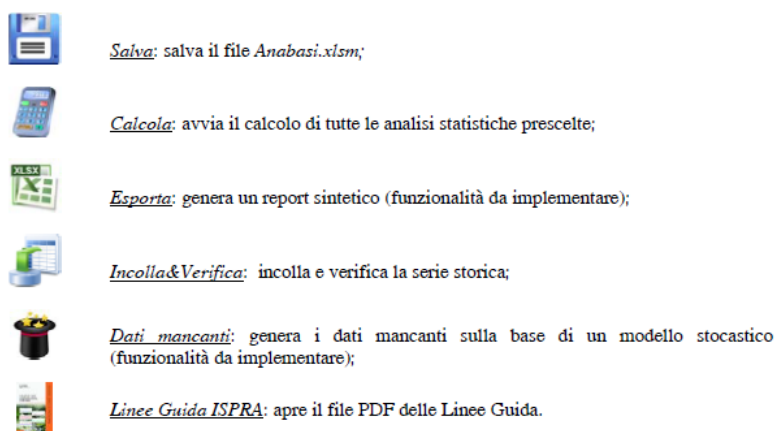 Salva: salva il file Anabasi.xlsm;
Calcola: avvia il calcolo di tutte le analisi statistiche prescelte;
XLSX
Esporta: genera un report sintetico (funzionalità da implementare);
Incolla&Verifica: incolla e verifica la serie storica;
Dati mancanti: genera i dati mancanti sulla base di un modello stocastico
(funzionalità da implementare);
Linee Guida ISPRA: apre il file PDF delle Linee Guida.